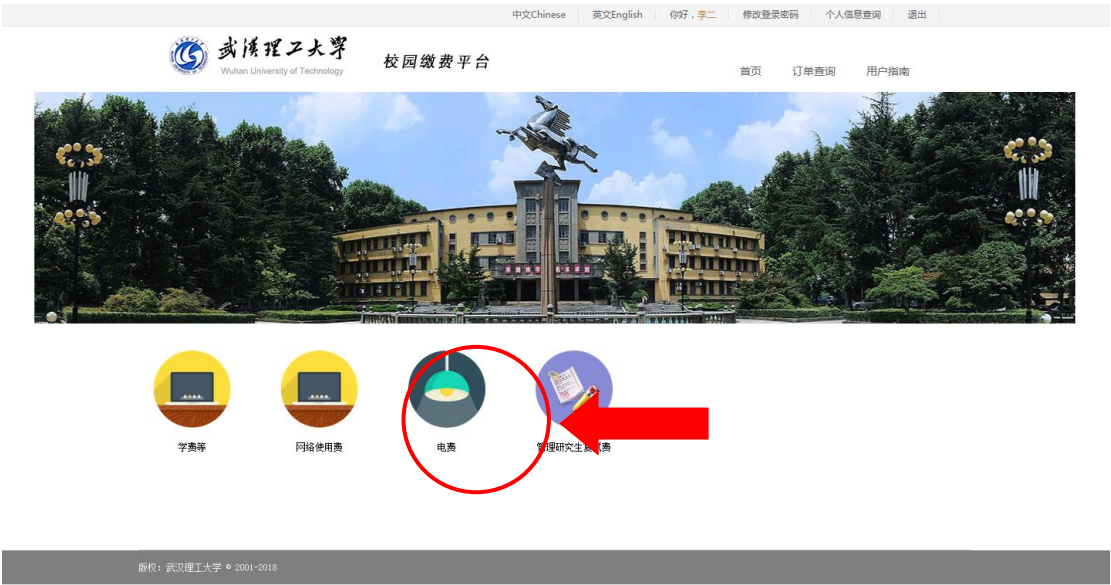 中文Chinese 英文English 你好，李二 修改登录密码 个人信息查询 退出
武汉理工大学
Wuhan University of Technology
校园缴费平台
首页 订单查询 用户指南
学费等 网络使用费 电费 管理研究生复试费
版权：武汉理工大学 © 2001-2018